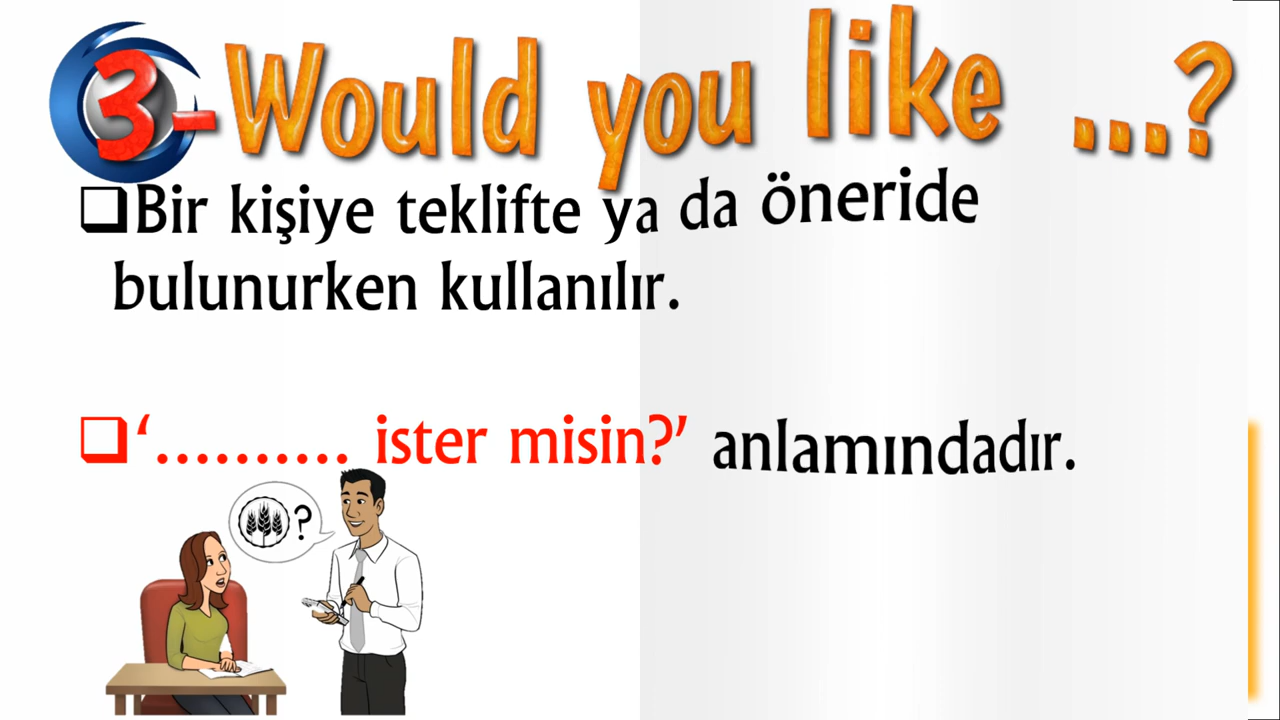 3-Would you like ...?
❑Bir kişiye teklifte ya da öneride
bulunurken kullanılır.
❑‘.......... ister misin?’ anlamındadır.
?